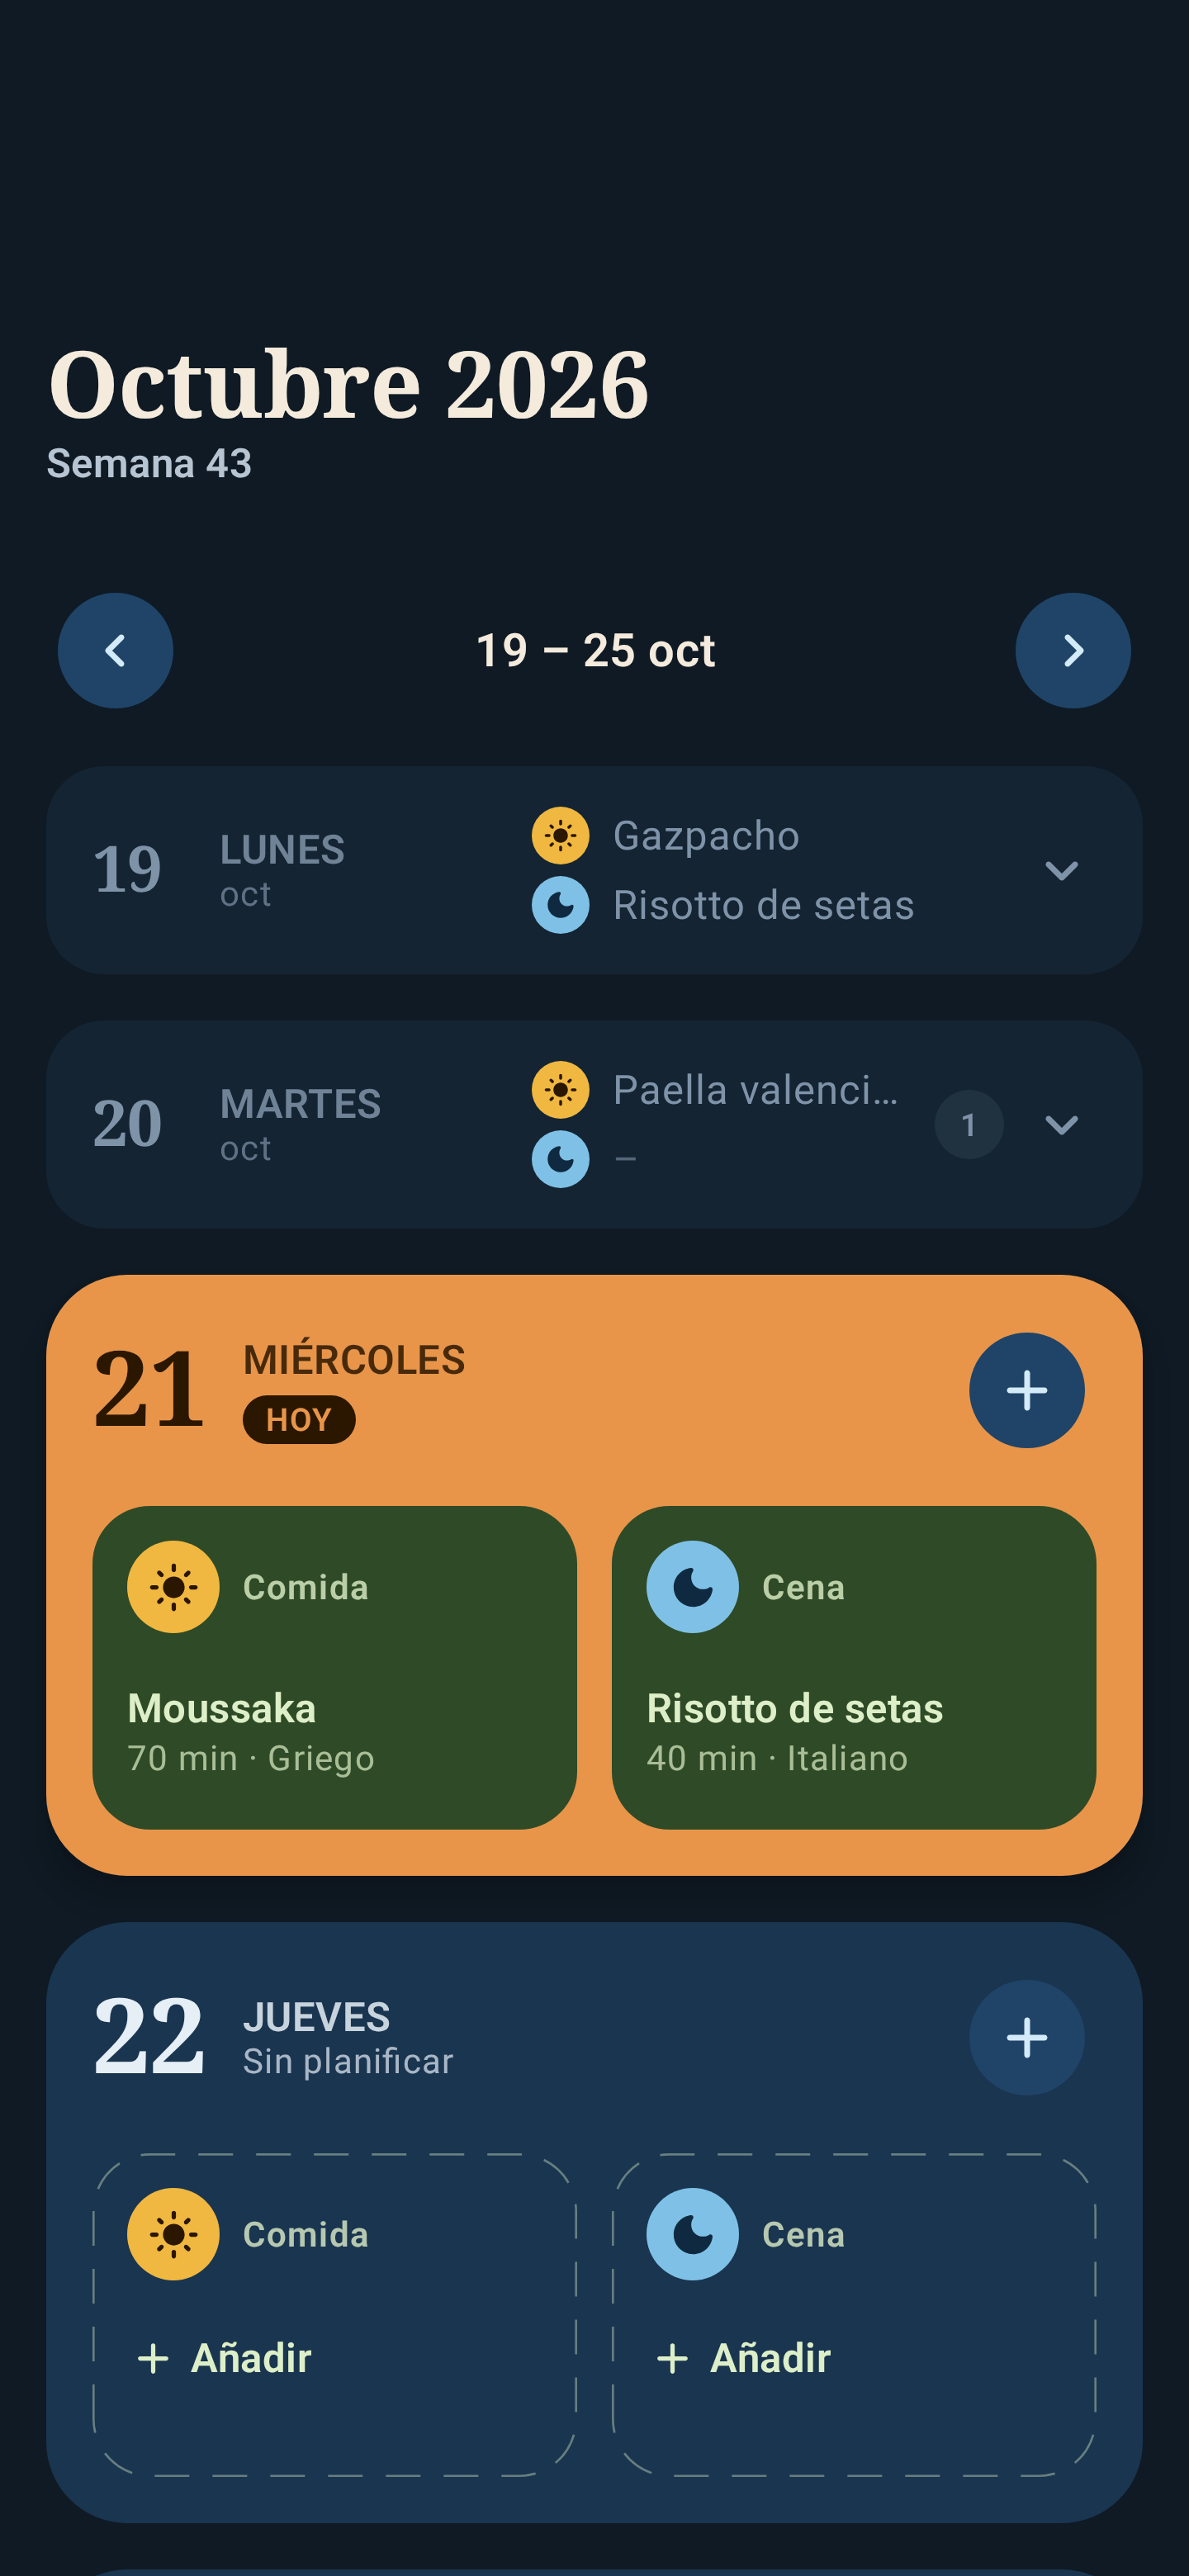 Octubre 2026
Semana 43
19 – 25 oct
19
LUNES
oct
Gazpacho
Risotto de setas
20
MARTES
oct
Paella valenci...
–
1
21
MIÉRCOLES
HOY
Comida
Moussaka
70 min · Griego
Cena
Risotto de setas
40 min · Italiano
22
JUEVES
Sin planificar
Comida
+ Añadir
Cena
+ Añadir